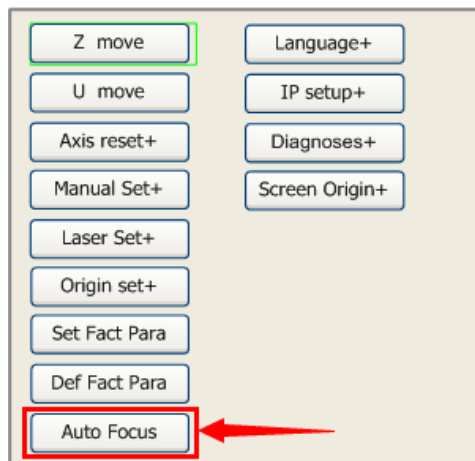 Z move
U move
Axis reset+
Manual Set+
Laser Set+
Origin set+
Set Fact Para
Def Fact Para
Auto Focus
Language+
IP setup+
Diagnoses+
Screen Origin+